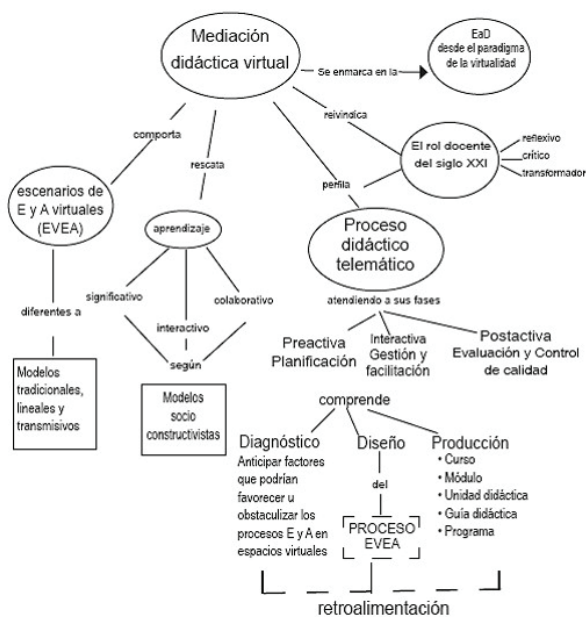 Mediación
didáctica virtual
Se enmarca en la
EaD
desde el paradigma
de la virtualidad
reivindica
El rol docente
del siglo XXI
reflexivo
crítico
transformador
comporta
rescata
perfila
escenarios de
E y A virtuales
(EVEA)
aprendizaje
Proceso
didáctico
telemático
diferentes a
significativo
interactivo
colaborativo
según
Modelos
tradicionales,
lineales y
transmisivos
Modelos
socio
constructivistas
atendiendo a sus fases
Preactiva
Planificación
Interactiva
Gestión y
facilitación
Postactiva
Evaluación y Control
de calidad
comprende
Diagnóstico
Anticipar factores
que podrían
favorecer u
obstaculizar los
procesos E y A en
espacios virtuales
Diseño
del
PROCESO
EVEA
Producción
• Curso
• Módulo
• Unidad didáctica
• Guía didáctica
• Programa
retroalimentación